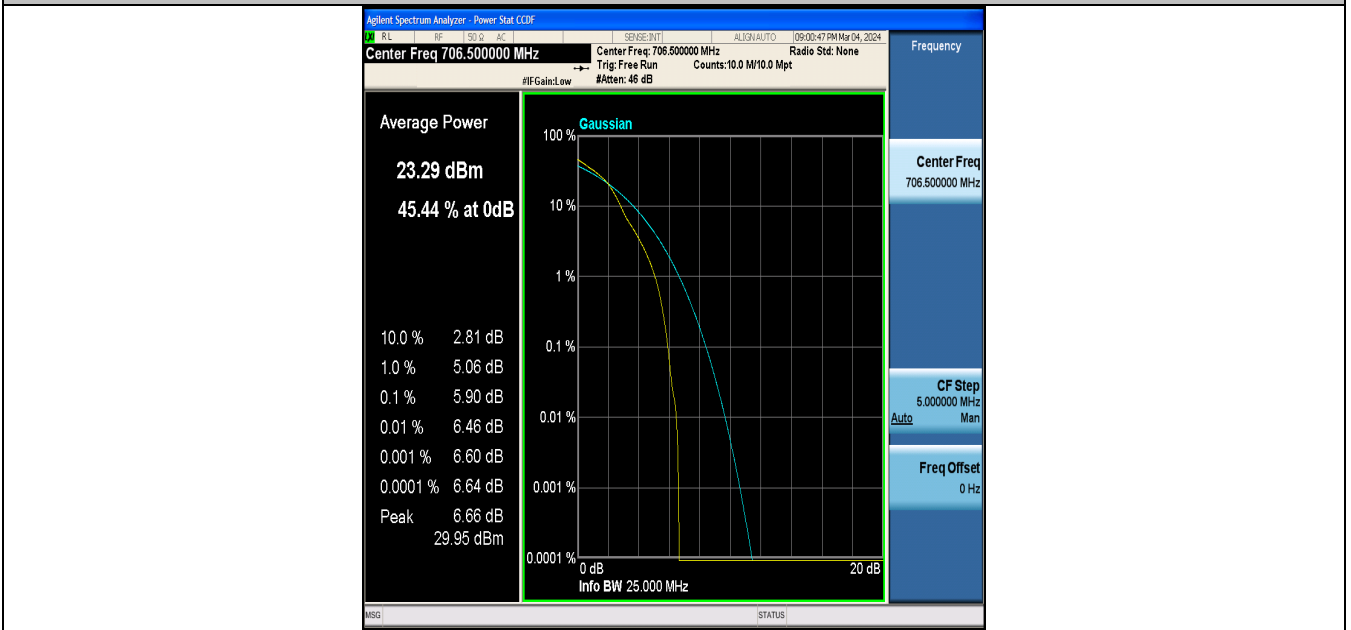 Agilent Spectrum Analyzer - Power Stat CCDF
LXI RL RF 50 Ω AC SENSE:INT ALIGN AUTO 09:00:47 PM Mar 04, 2024
Center Freq 706.500000 MHz
Center Freq: 706.500000 MHz Radio Std: None
Trig: Free Run Counts:10.0 M/10.0 Mpt
#IFGain:Low #Atten: 46 dB
Average Power
23.29 dBm
45.44 % at 0dB
10.0 % 2.81 dB
1.0 % 5.06 dB
0.1 % 5.90 dB
0.01 % 6.46 dB
0.001 % 6.60 dB
0.0001 % 6.64 dB
Peak 6.66 dB
29.95 dBm
Gaussian
100 %
10 %
1 %
0.1 %
0.01 %
0.001 %
0.0001 %
0 dB 20 dB
Info BW 25.000 MHz
Frequency
Center Freq
706.500000 MHz
CF Step
5.000000 MHz
Auto Man
Freq Offset
0 Hz
MSG STATUS